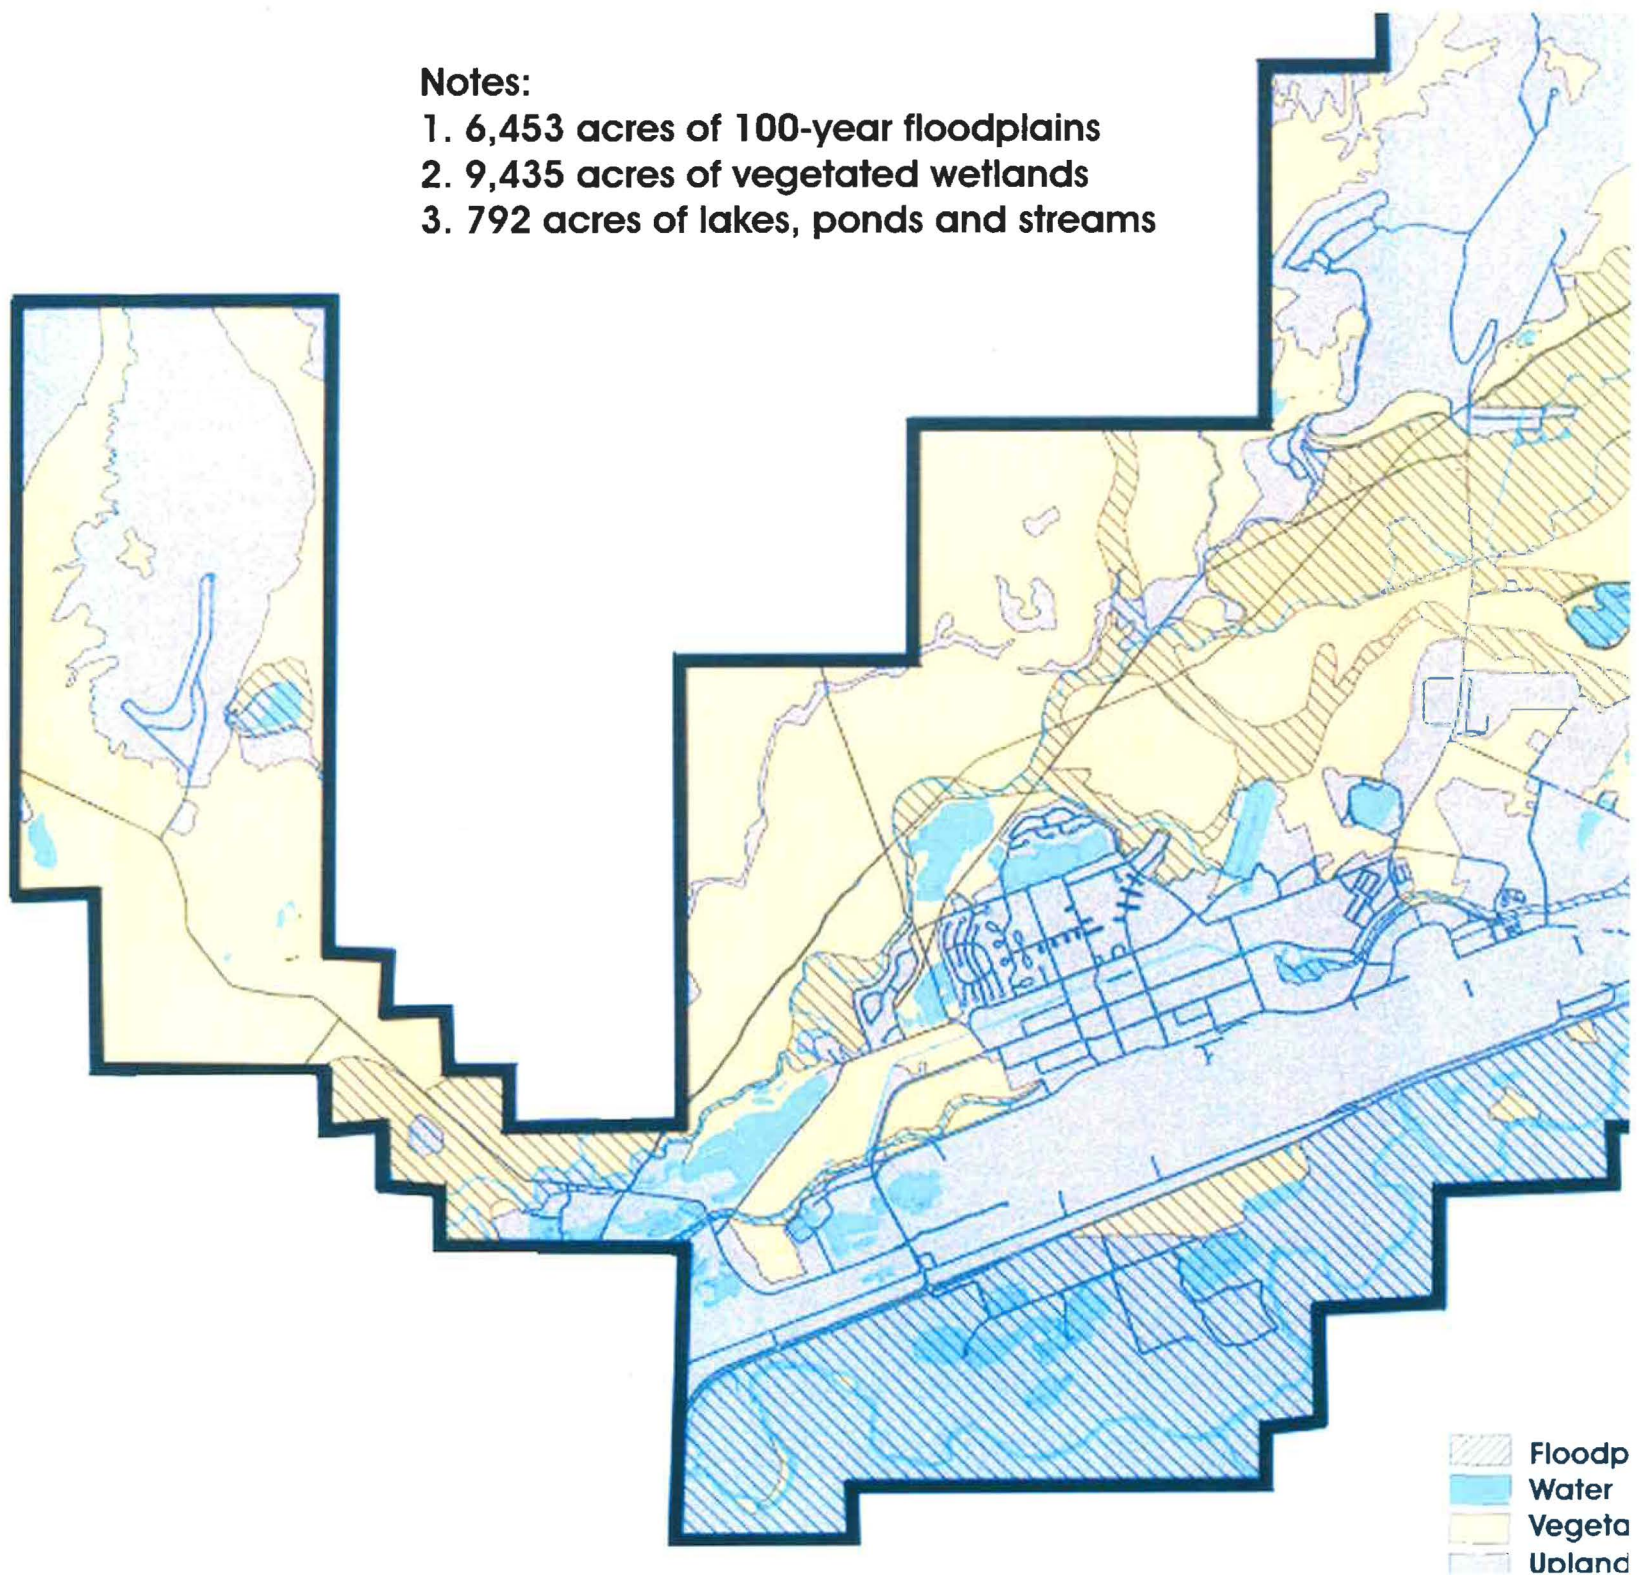 Notes:
1. 6,453 acres of 100-year floodplains
2. 9,435 acres of vegetated wetlands
3. 792 acres of lakes, ponds and streams
Floodp
Water
Vegeta
Upland